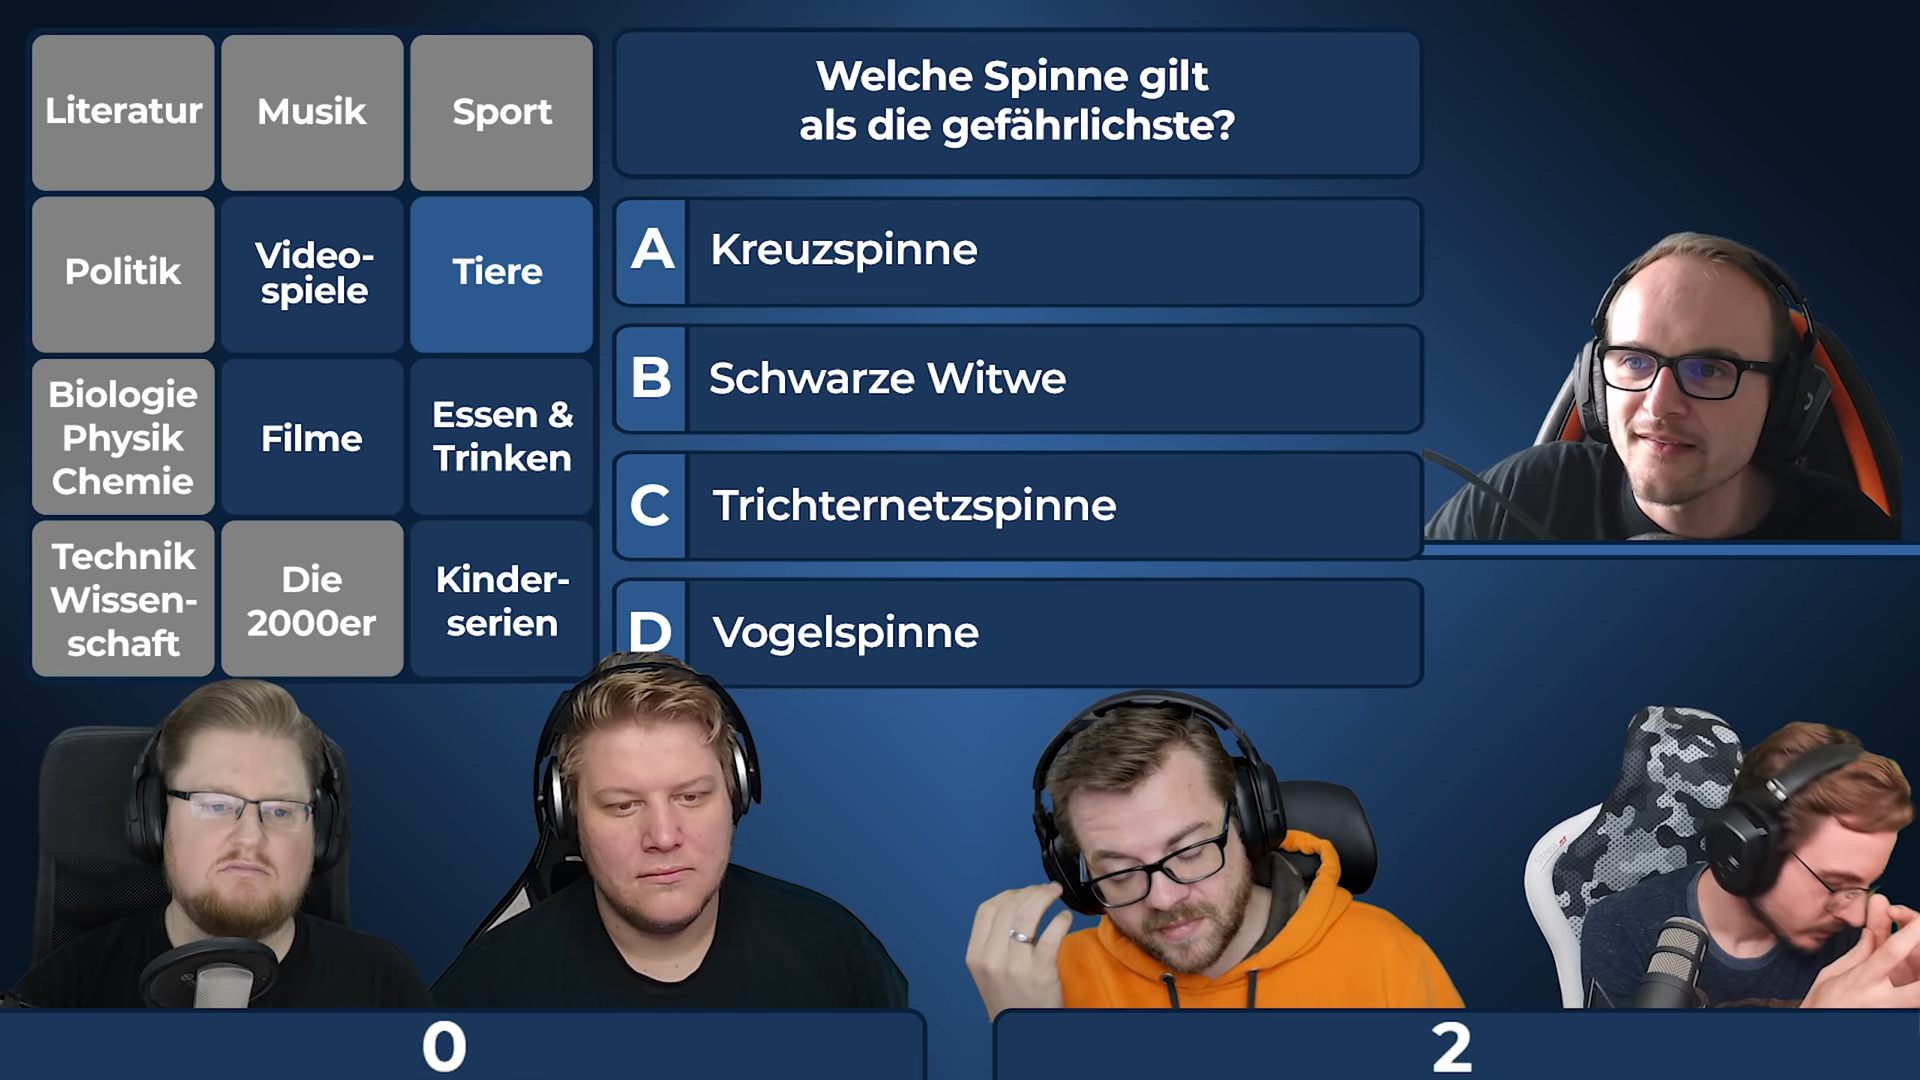 Literatur
Musik
Sport
Politik
Video-
spiele
Tiere
Biologie
Physik
Chemie
Filme
Essen &
Trinken
Technik
Wissen-
schaft
Die
2000er
Kinder-
serien
Welche Spinne gilt
als die gefährlichste?
A Kreuzspinne
B Schwarze Witwe
C Trichternetzspinne
D Vogelspinne
0
2